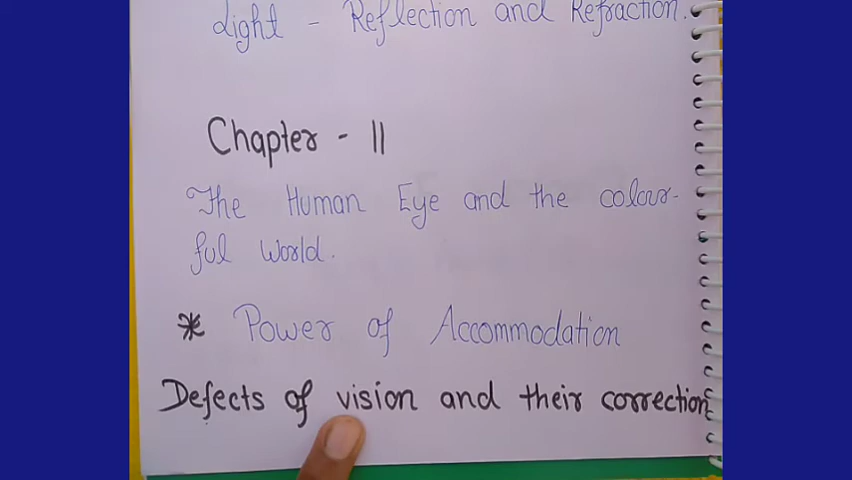 Light - Reflection and Refraction.
Chapter - 11
The Human Eye and the colour-
ful World.
* Power of Accommodation
Defects of vision and their correction